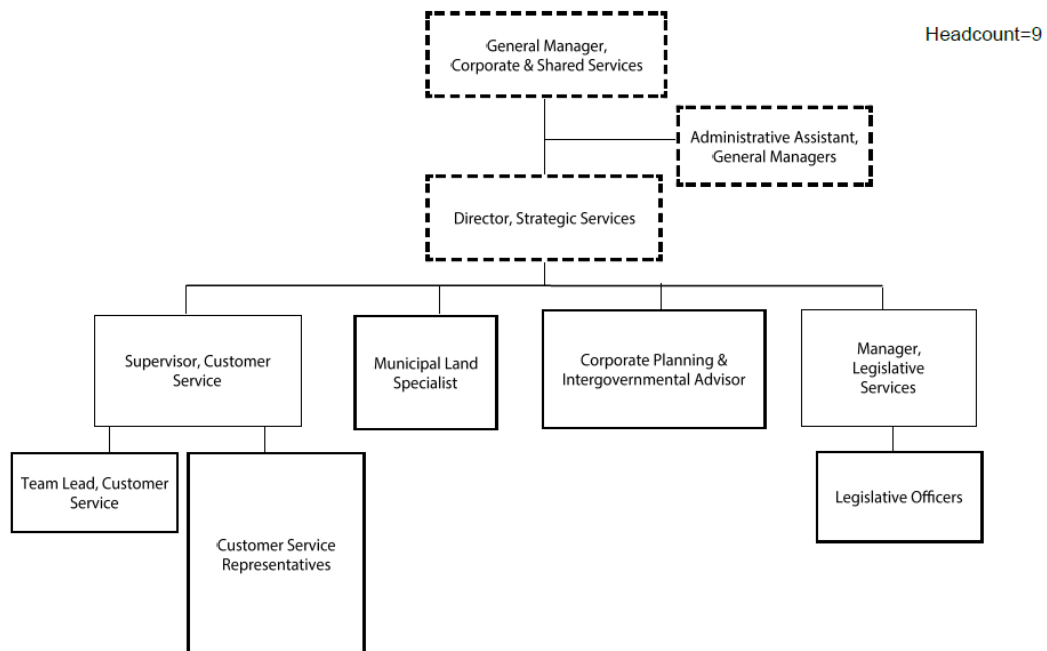 General Manager,
Corporate & Shared Services
Headcount=9
Administrative Assistant,
General Managers
Director, Strategic Services
Supervisor, Customer
Service
Municipal Land
Specialist
Corporate Planning &
Intergovernmental Advisor
Manager,
Legislative
Services
Team Lead, Customer
Service
Customer Service
Representatives
Legislative Officers